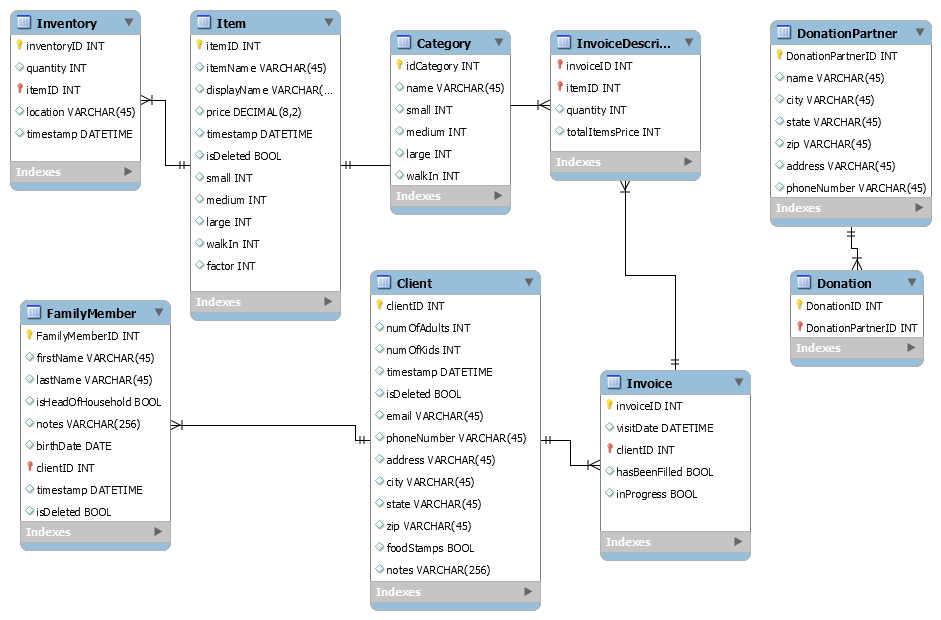 Inventory
inventoryID INT
quantity INT
itemID INT
location VARCHAR(45)
timestamp DATETIME
Indexes
Item
itemID INT
itemName VARCHAR(45)
displayName VARCHAR(...
price DECIMAL(8,2)
timestamp DATETIME
isDeleted BOOL
small INT
medium INT
large INT
walkIn INT
factor INT
Indexes
Category
idCategory INT
name VARCHAR(45)
small INT
medium INT
large INT
walkIn INT
Indexes
InvoiceDescri...
invoiceID INT
itemID INT
quantity INT
totalItemsPrice INT
Indexes
DonationPartner
DonationPartnerID INT
name VARCHAR(45)
city VARCHAR(45)
state VARCHAR(45)
zip VARCHAR(45)
address VARCHAR(45)
phoneNumber VARCHAR(45)
Indexes
Donation
DonationID INT
DonationPartnerID INT
Indexes
FamilyMember
FamilyMemberID INT
firstName VARCHAR(45)
lastName VARCHAR(45)
isHeadOfHousehold BOOL
notes VARCHAR(256)
birthDate DATE
clientID INT
timestamp DATETIME
isDeleted BOOL
Indexes
Client
clientID INT
numOfAdults INT
numOfKids INT
timestamp DATETIME
isDeleted BOOL
email VARCHAR(45)
phoneNumber VARCHAR(45)
address VARCHAR(45)
city VARCHAR(45)
state VARCHAR(45)
zip VARCHAR(45)
foodStamps BOOL
notes VARCHAR(256)
Indexes
Invoice
invoiceID INT
visitDate DATETIME
clientID INT
hasBeenFilled BOOL
inProgress BOOL
Indexes